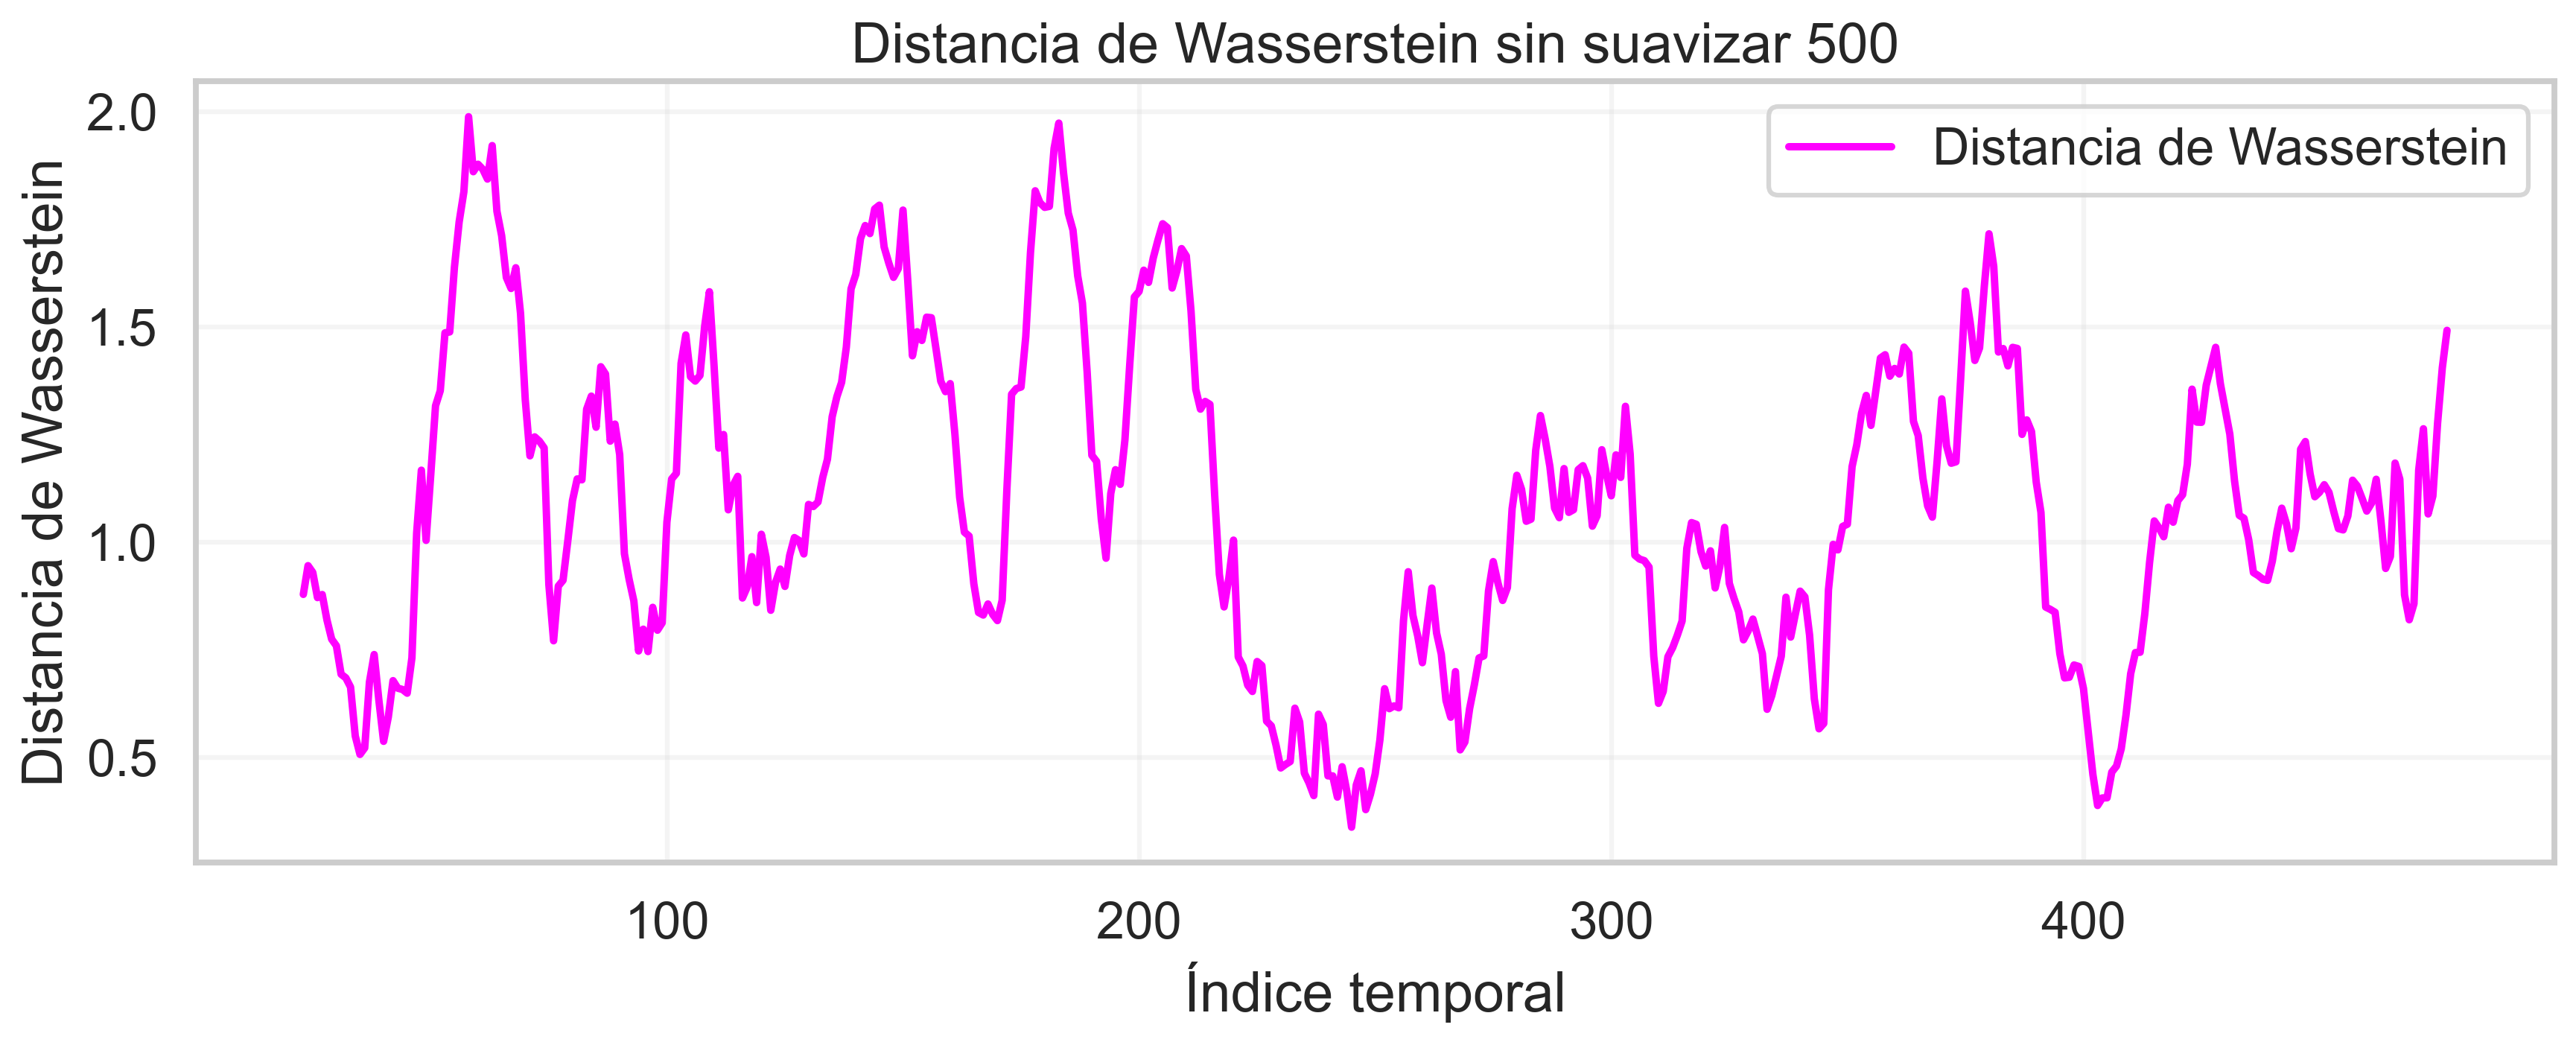 Distancia de Wasserstein sin suavizar 500
Distancia de Wasserstein
2.0
1.5
1.0
0.5
Distancia de Wasserstein
100
200
300
400
Índice temporal